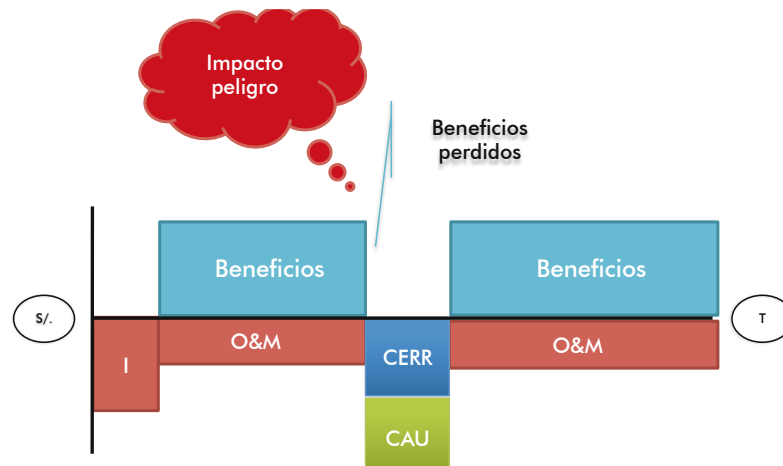 Impacto
peligro
Beneficios
perdidos
Beneficios
Beneficios
S/.
T
I
O&M
CERR
O&M
CAU